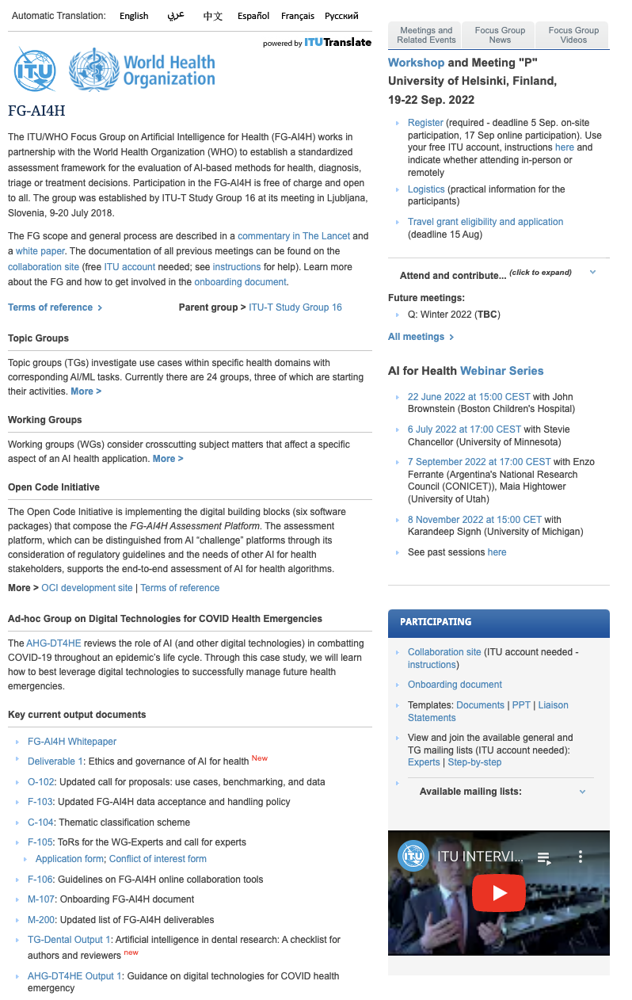 Automatic Translation: English عربي 中文 Español Français Русский
powered by ITUTranslate
ITU
World Health
Organization
FG-AI4H
The ITU/WHO Focus Group on Artificial Intelligence for Health (FG-AI4H) works in
partnership with the World Health Organization (WHO) to establish a standardized
assessment framework for the evaluation of AI-based methods for health, diagnosis,
triage or treatment decisions. Participation in the FG-AI4H is free of charge and open
to all. The group was established by ITU-T Study Group 16 at its meeting in Ljubljana,
Slovenia, 9-20 July 2018.
The FG scope and general process are described in a commentary in The Lancet and
a white paper. The documentation of all previous meetings can be found on the
collaboration site (free ITU account needed; see instructions for help). Learn more
about the FG and how to get involved in the onboarding document.
Terms of reference > Parent group > ITU-T Study Group 16
Topic Groups
Topic groups (TGs) investigate use cases within specific health domains with
corresponding AI/ML tasks. Currently there are 24 groups, three of which are starting
their activities. More >
Working Groups
Working groups (WGs) consider crosscutting subject matters that affect a specific
aspect of an AI health application. More >
Open Code Initiative
The Open Code Initiative is implementing the digital building blocks (six software
packages) that compose the FG-AI4H Assessment Platform. The assessment
platform, which can be distinguished from AI “challenge” platforms through its
consideration of regulatory guidelines and the needs of other AI for health
stakeholders, supports the end-to-end assessment of AI for health algorithms.
More > OCI development site | Terms of reference
Ad-hoc Group on Digital Technologies for COVID Health Emergencies
The AHG-DT4HE reviews the role of AI (and other digital technologies) in combatting
COVID-19 throughout an epidemic’s life cycle. Through this case study, we will learn
how to best leverage digital technologies to successfully manage future health
emergencies.
Key current output documents
FG-AI4H Whitepaper
Deliverable 1: Ethics and governance of AI for health New
O-102: Updated call for proposals: use cases, benchmarking, and data
F-103: Updated FG-AI4H data acceptance and handling policy
C-104: Thematic classification scheme
F-105: ToRs for the WG-Experts and call for experts
Application form; Conflict of interest form
F-106: Guidelines on FG-AI4H online collaboration tools
M-107: Onboarding FG-AI4H document
M-200: Updated list of FG-AI4H deliverables
TG-Dental Output 1: Artificial intelligence in dental research: A checklist for
authors and reviewers new
AHG-DT4HE Output 1: Guidance on digital technologies for COVID health
emergency
Meetings and
Related Events
Focus Group
News
Focus Group
Videos
Workshop and Meeting "P"
University of Helsinki, Finland,
19-22 Sep. 2022
Register (required - deadline 5 Sep. on-site
participation, 17 Sep online participation). Use
your free ITU account, instructions here and
indicate whether attending in-person or
remotely
Logistics (practical information for the
participants)
Travel grant eligibility and application
(deadline 15 Aug)
Attend and contribute... (click to expand)
Future meetings:
Q: Winter 2022 (TBC)
All meetings >
AI for Health Webinar Series
22 June 2022 at 15:00 CEST with John
Brownstein (Boston Children's Hospital)
6 July 2022 at 17:00 CEST with Stevie
Chancellor (University of Minnesota)
7 September 2022 at 17:00 CEST with Enzo
Ferrante (Argentina's National Research
Council (CONICET)), Maia Hightower
(University of Utah)
8 November 2022 at 15:00 CET with
Karandeep Signh (University of Michigan)
See past sessions here
PARTICIPATING
Collaboration site (ITU account needed -
instructions)
Onboarding document
Templates: Documents | PPT | Liaison
Statements
View and join the available general and
TG mailing lists (ITU account needed):
Experts | Step-by-step
Available mailing lists:
ITU INTERVI...